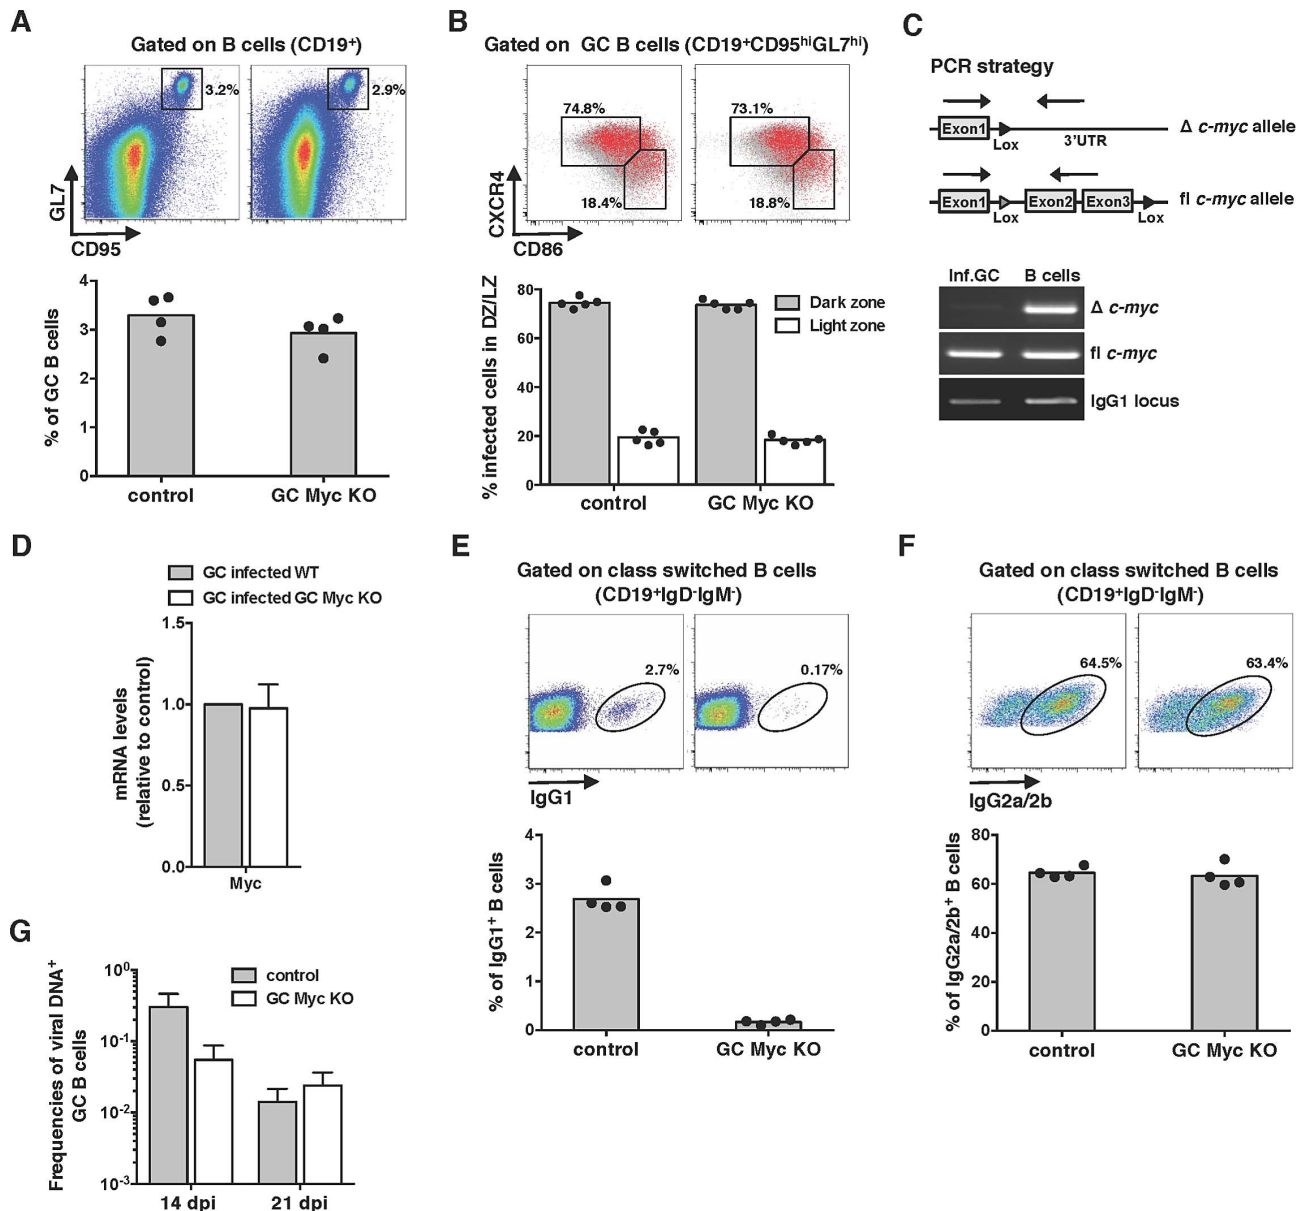 A
Gated on B cells (CD19+)
3.2%
2.9%
GL7
CD95
% of GC B cells
4
3
2
1
0
control
GC Myc KO
B
Gated on GC B cells (CD19+CD95hiGL7hi)
74.8%
73.1%
18.4%
18.8%
CXCR4
CD86
% infected cells in DZ/LZ
80
60
40
20
0
Dark zone
Light zone
control
GC Myc KO
C
PCR strategy
Exon1
Lox
3'UTR
Δ c-myc allele
Exon1
Exon2
Exon3
Lox
Lox
fl c-myc allele
Inf.GC
B cells
Δ c-myc
fl c-myc
IgG1 locus
D
GC infected WT
GC infected GC Myc KO
mRNA levels
(relative to control)
1.5
1.0
0.5
0.0
Myc
E
Gated on class switched B cells
(CD19+IgD-IgM-)
2.7%
0.17%
IgG1
% of IgG1+ B cells
4
3
2
1
0
control
GC Myc KO
F
Gated on class switched B cells
(CD19+IgD-IgM-)
64.5%
63.4%
IgG2a/2b
% of IgG2a/2b+ B cells
80
60
40
20
0
control
GC Myc KO
G
Frequencies of viral DNA+
GC B cells
10⁰
10⁻¹
10⁻²
10⁻³
control
GC Myc KO
14 dpi
21 dpi